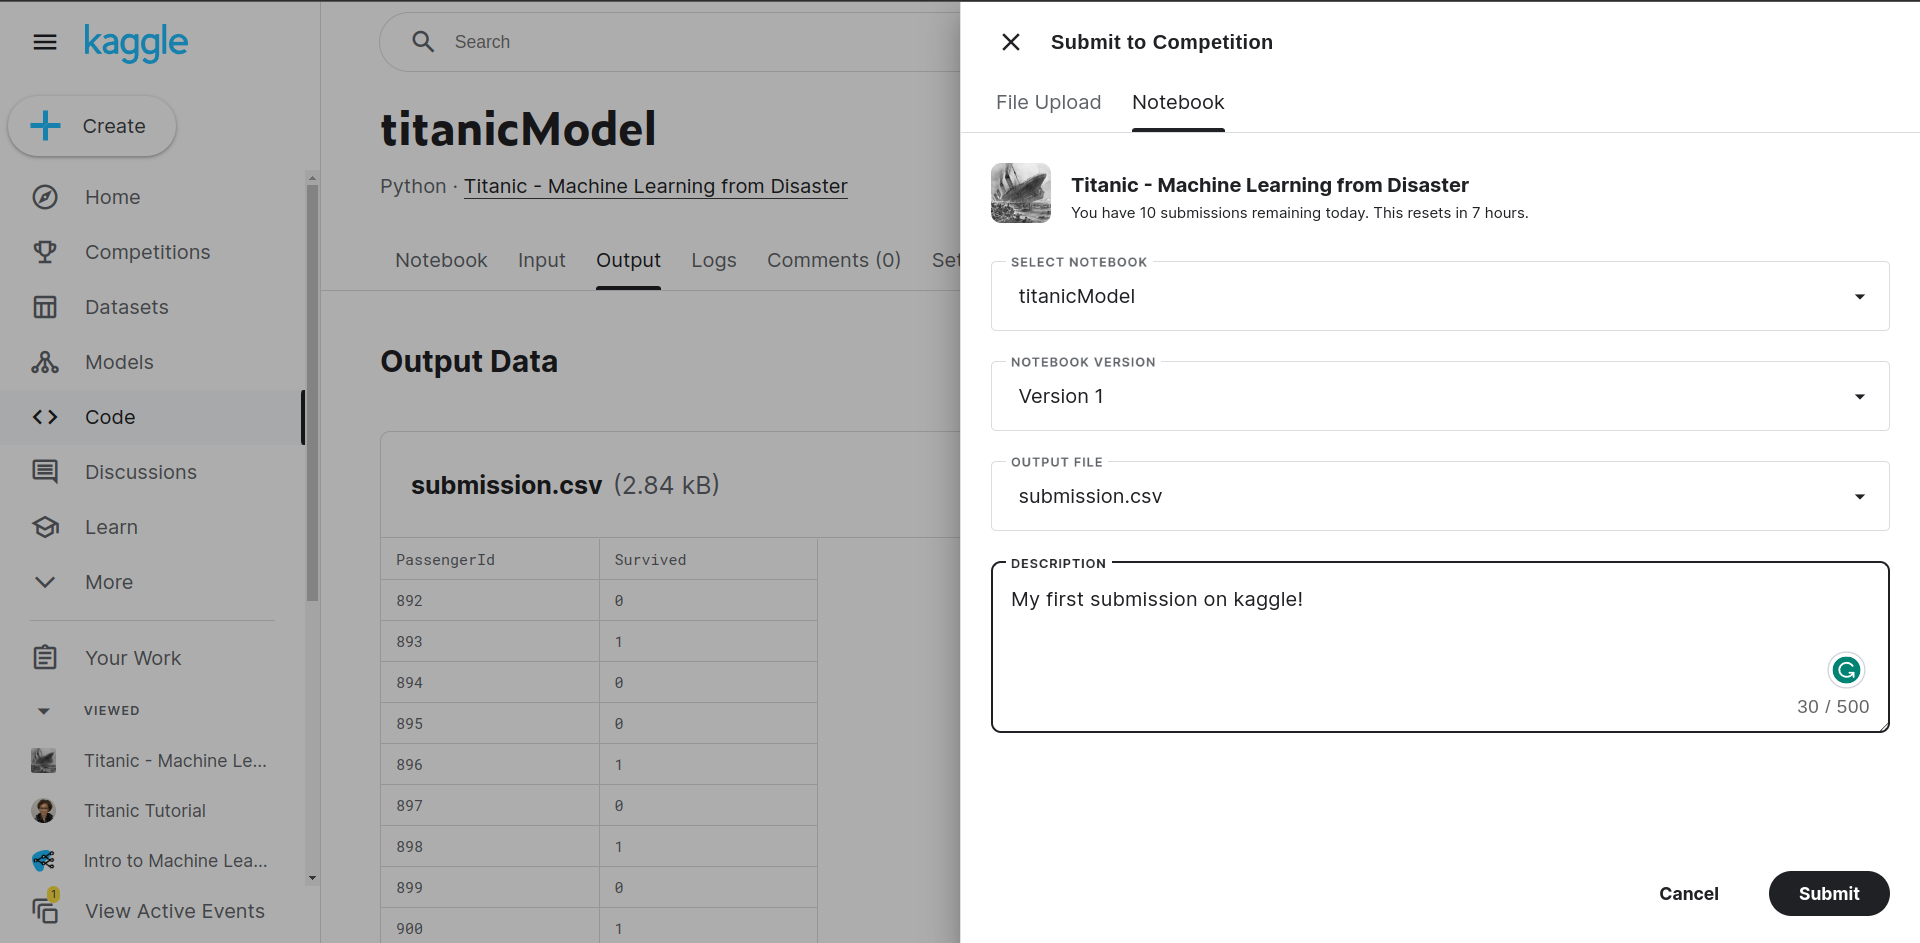 kaggle
Create
Home
Competitions
Datasets
Models
Code
Discussions
Learn
More
Your Work
VIEWED
Titanic - Machine Le...
Titanic Tutorial
Intro to Machine Lea...
1
View Active Events
Search
titanicModel
Python · Titanic - Machine Learning from Disaster
Notebook Input Output Logs Comments (0) Set
Output Data
submission.csv (2.84 kB)
PassengerId Survived
892 0
893 1
894 0
895 0
896 1
897 0
898 1
899 0
900 1
Submit to Competition
File Upload Notebook
Titanic - Machine Learning from Disaster
You have 10 submissions remaining today. This resets in 7 hours.
SELECT NOTEBOOK
titanicModel
NOTEBOOK VERSION
Version 1
OUTPUT FILE
submission.csv
DESCRIPTION
My first submission on kaggle!
30 / 500
Cancel Submit